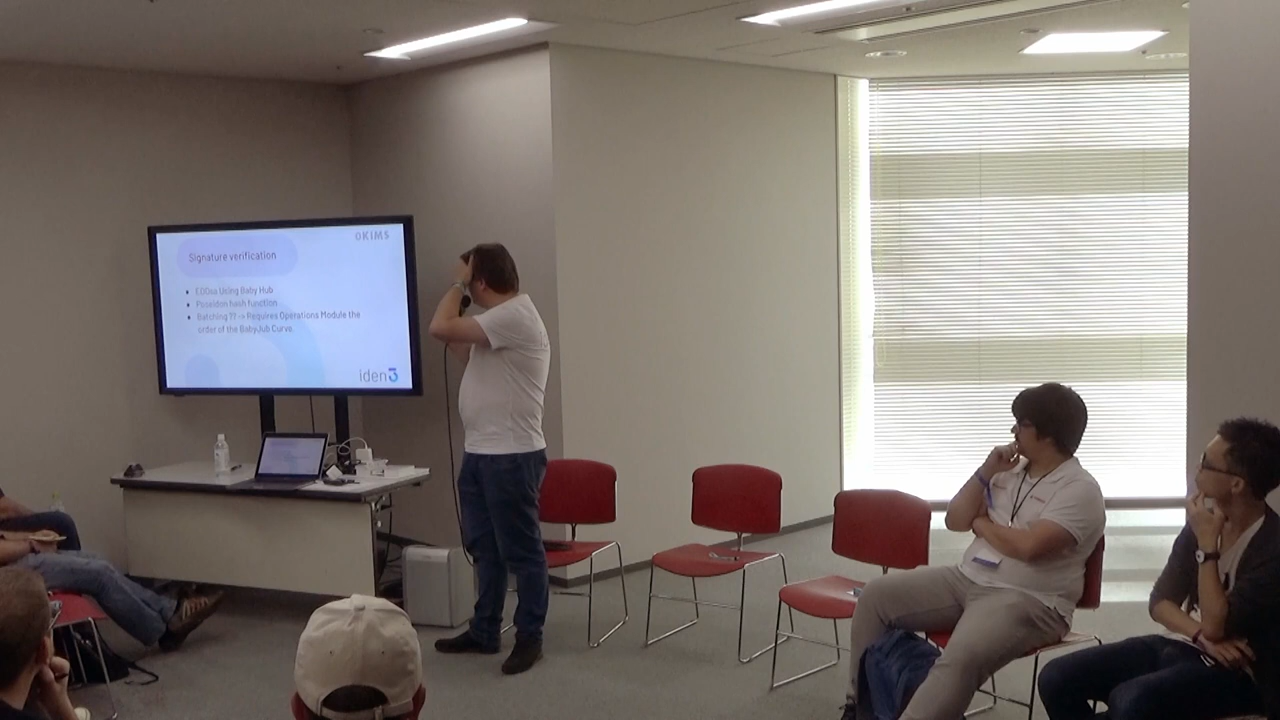 0KIMS
Signature verification
EDDsa Using Baby Hub
Poseidon hash function
Batching ?? -> Requires Operations Module the
order of the BabyJub Curve.
iden3